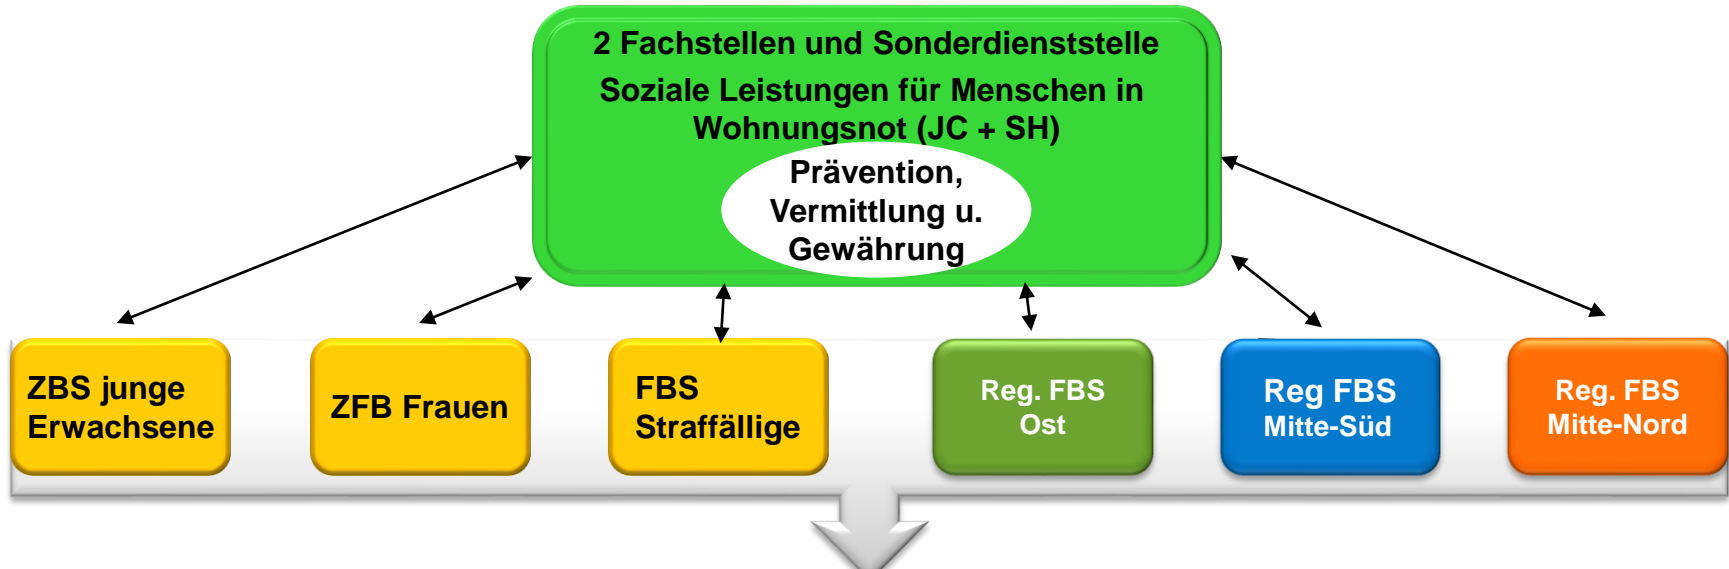 2 Fachstellen und Sonderdienststelle
Soziale Leistungen für Menschen in
Wohnungsnot (JC + SH)
Prävention,
Vermittlung u.
Gewährung
ZBS junge
Erwachsene
ZFB Frauen
FBS
Straffällige
Reg. FBS
Ost
Reg FBS
Mitte-Süd
Reg. FBS
Mitte-Nord